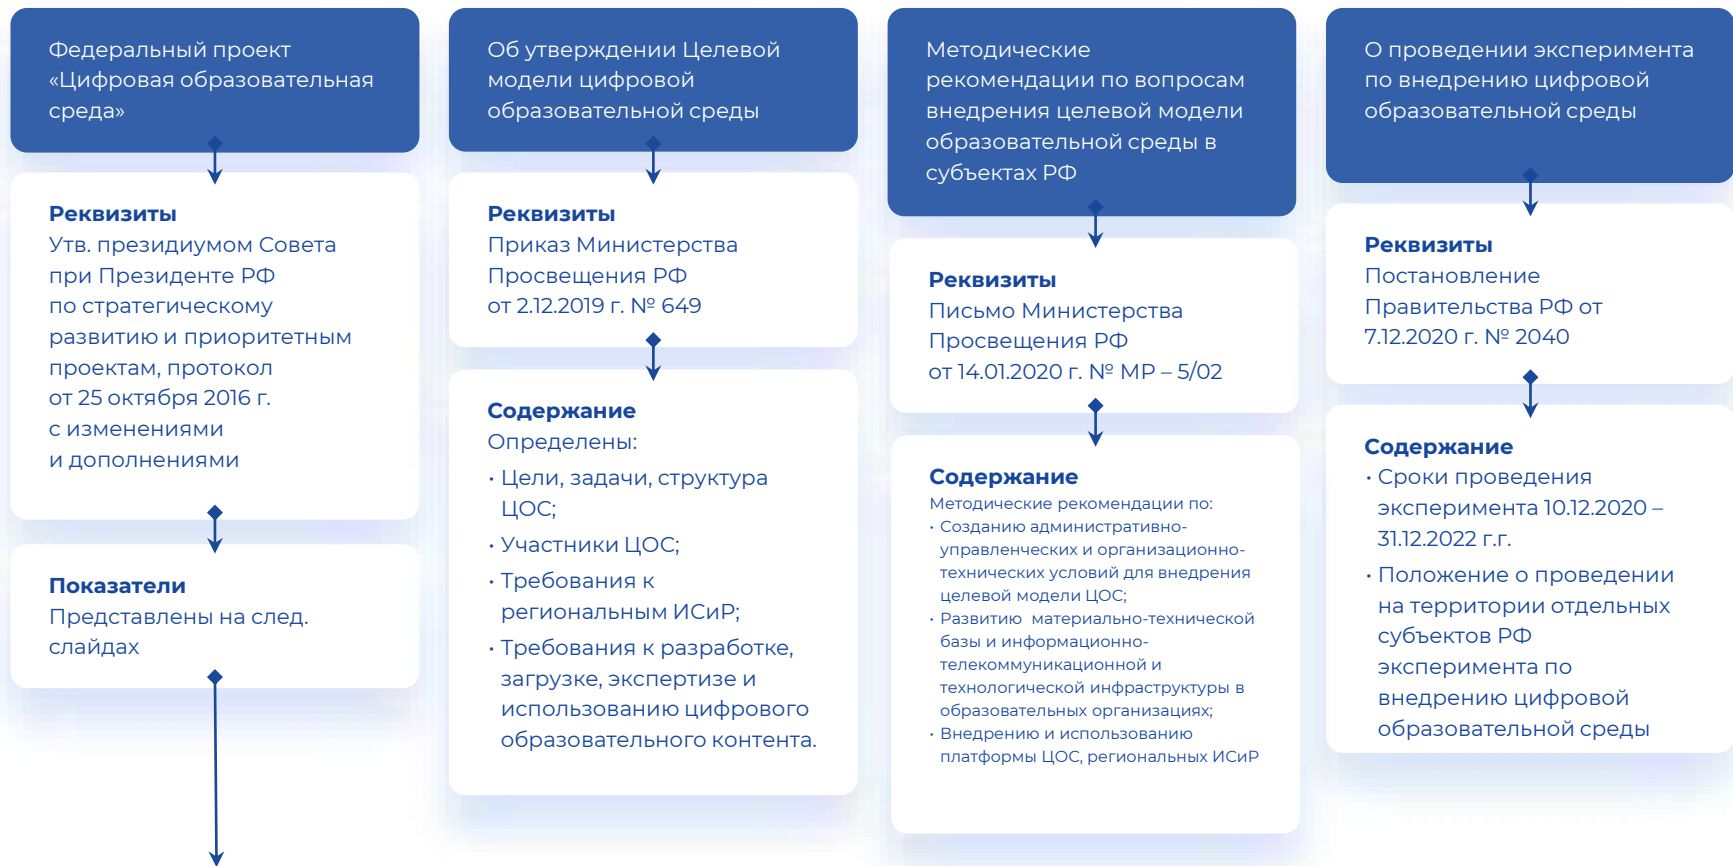 Федеральный проект
«Цифровая образовательная
среда»
Реквизиты
Утв. президиумом Совета
при Президенте РФ
по стратегическому
развитию и приоритетным
проектам, протокол
от 25 октября 2016 г.
с изменениями
и дополнениями
Показатели
Представлены на след.
слайдах
Об утверждении Целевой
модели цифровой
образовательной среды
Реквизиты
Приказ Министерства
Просвещения РФ
от 2.12.2019 г. № 649
Содержание
Определены:
• Цели, задачи, структура
ЦОС;
• Участники ЦОС;
• Требования к
региональным ИСиР;
• Требования к разработке,
загрузке, экспертизе и
использованию цифрового
образовательного контента.
Методические
рекомендации по вопросам
внедрения целевой модели
образовательной среды в
субъектах РФ
Реквизиты
Письмо Министерства
Просвещения РФ
от 14.01.2020 г. № МР – 5/02
Содержание
Методические рекомендации по:
• Созданию административно-
управленческих и организационно-
технических условий для внедрения
целевой модели ЦОС;
• Развитию материально-технической
базы и информационно-
телекоммуникационной и
технологической инфраструктуры в
образовательных организациях;
• Внедрению и использованию
платформы ЦОС, региональных ИСиР
О проведении эксперимента
по внедрению цифровой
образовательной среды
Реквизиты
Постановление
Правительства РФ от
7.12.2020 г. № 2040
Содержание
• Сроки проведения
эксперимента 10.12.2020 –
31.12.2022 г.г.
• Положение о проведении
на территории отдельных
субъектов РФ
эксперимента по
внедрению цифровой
образовательной среды